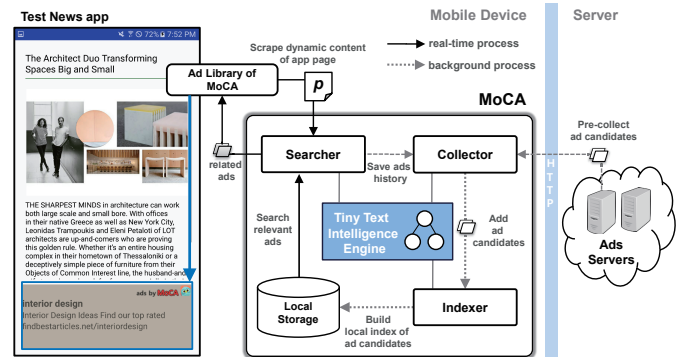 Test News app
Mobile Device
Server
72% 7:52 PM
The Architect Duo Transforming
Spaces Big and Small
THE SHARPEST MINDS in architecture can work
both large scale and small bore. With offices
in their native Greece as well as New York City,
Leonidas Trampoukis and Eleni Petaloti of LOT
architects are up-and-comers who are proving
this golden rule. Whether it's an entire housing
complex in their hometown of Thessaloniki or a
deceptively simple piece of furniture from their
Objects of Common Interest line, the husband-and-
ads by MoCA
interior design
Interior Design Ideas Find our top rated
findbestarticles.net/interiordesign
Scrape dynamic content
of app page
real-time process
background process
Ad Library of
MoCA
p
MoCA
related
ads
Searcher
Save ads
history
Collector
HTTP
Pre-collect
ad candidates
Search
relevant
ads
Tiny Text
Intelligence
Engine
Add
ad
candidates
Ads
Servers
Local
Storage
Build
local index of
ad candidates
Indexer